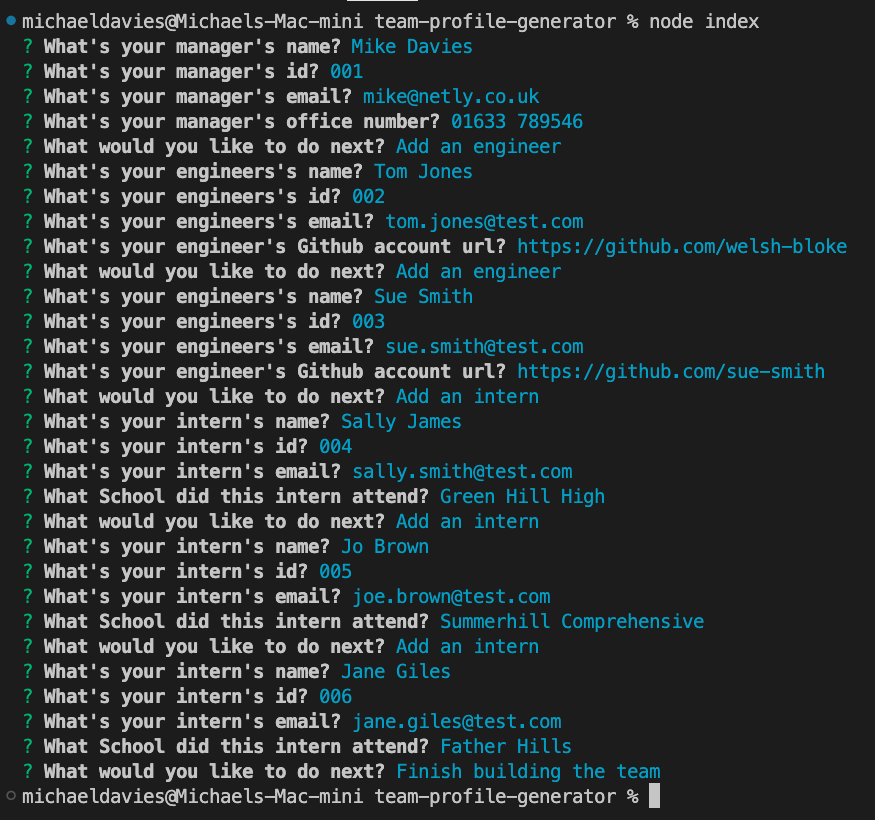 michaeldavies@Michaels-Mac-mini team-profile-generator % node index
? What's your manager's name? Mike Davies
? What's your manager's id? 001
? What's your manager's email? mike@netly.co.uk
? What's your manager's office number? 01633 789546
? What would you like to do next? Add an engineer
? What's your engineers's name? Tom Jones
? What's your engineers's id? 002
? What's your engineers's email? tom.jones@test.com
? What's your engineer's Github account url? https://github.com/welsh-bloke
? What would you like to do next? Add an engineer
? What's your engineers's name? Sue Smith
? What's your engineers's id? 003
? What's your engineers's email? sue.smith@test.com
? What's your engineer's Github account url? https://github.com/sue-smith
? What would you like to do next? Add an intern
? What's your intern's name? Sally James
? What's your intern's id? 004
? What's your intern's email? sally.smith@test.com
? What School did this intern attend? Green Hill High
? What would you like to do next? Add an intern
? What's your intern's name? Jo Brown
? What's your intern's id? 005
? What's your intern's email? joe.brown@test.com
? What School did this intern attend? Summerhill Comprehensive
? What would you like to do next? Add an intern
? What's your intern's name? Jane Giles
? What's your intern's id? 006
? What's your intern's email? jane.giles@test.com
? What School did this intern attend? Father Hills
? What would you like to do next? Finish building the team
michaeldavies@Michaels-Mac-mini team-profile-generator %